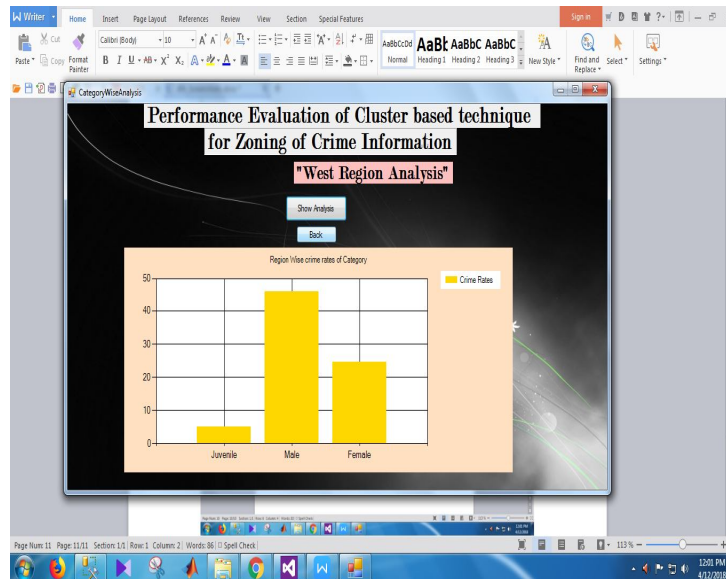 Writer
Home Insert Page Layout References Review View Section Special Features
Sign in
Paste Cut Copy Format Painter
Calibri (Body) 10
B I U AB X² X₂
AaBbCcDd AaBb AaBbC AaBbC
Normal Heading 1 Heading 2 Heading 3
New Style Find and Replace Select Settings
CategoryWiseAnalysis
Performance Evaluation of Cluster based technique
for Zoning of Crime Information
"West Region Analysis"
Show Analysis
Back
Region Wise crime rates of Category
Crime Rates
50
40
30
20
10
0
Juvenile Male Female
Page Num: 11 Page: 11/11 Section: 1/1 Row: 1 Column: 2 Words: 86 Spell Check
113 %
12:01 PM